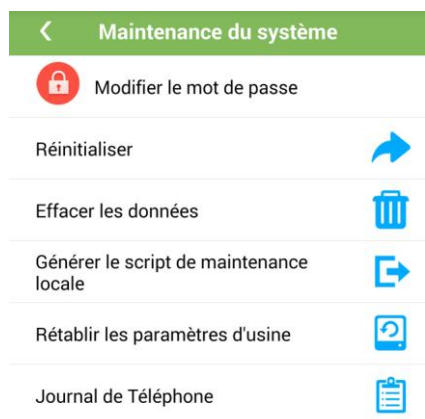 Maintenance du système
Modifier le mot de passe
Réinitialiser
Effacer les données
Générer le script de maintenance
locale
Rétablir les paramètres d'usine
Journal de Téléphone